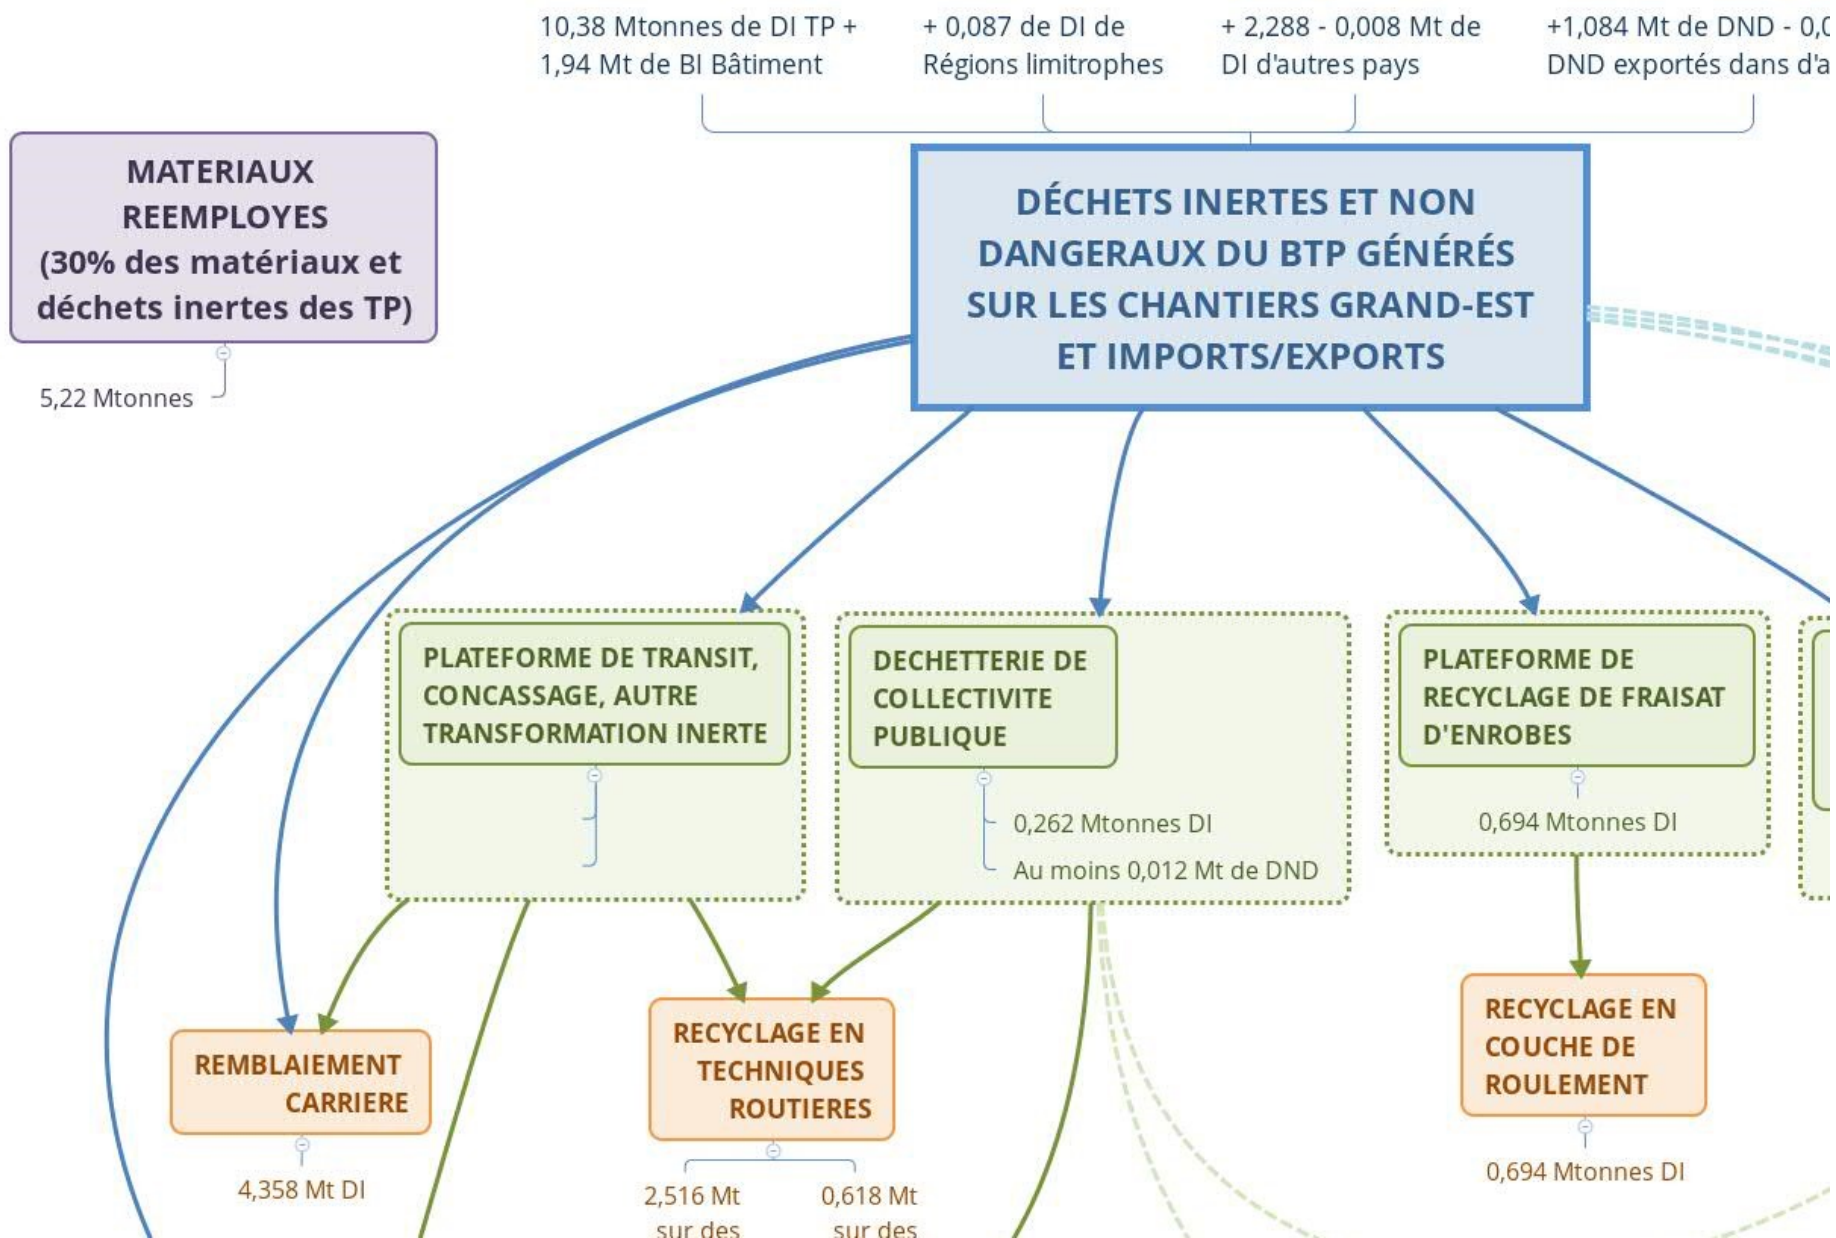 10,38 Mtonnes de DI TP +
1,94 Mt de BI Bâtiment
+ 0,087 de DI de
Régions limitrophes
+ 2,288 - 0,008 Mt de
DI d'autres pays
+1,084 Mt de DND - 0,0
DND exportés dans d'a
MATERIAUX
REEMPLOYES
(30% des matériaux et
déchets inertes des TP)
5,22 Mtonnes
DÉCHETS INERTES ET NON
DANGERAUX DU BTP GÉNÉRÉS
SUR LES CHANTIERS GRAND-EST
ET IMPORTS/EXPORTS
PLATEFORME DE TRANSIT,
CONCASSAGE, AUTRE
TRANSFORMATION INERTE
DECHETTERIE DE
COLLECTIVITE
PUBLIQUE
0,262 Mtonnes DI
Au moins 0,012 Mt de DND
PLATEFORME DE
RECYCLAGE DE FRAISAT
D'ENROBES
0,694 Mtonnes DI
REMBLAIEMENT
CARRIERE
4,358 Mt DI
RECYCLAGE EN
TECHNIQUES
ROUTIERES
2,516 Mt
sur des
0,618 Mt
sur des
RECYCLAGE EN
COUCHE DE
ROULEMENT
0,694 Mtonnes DI